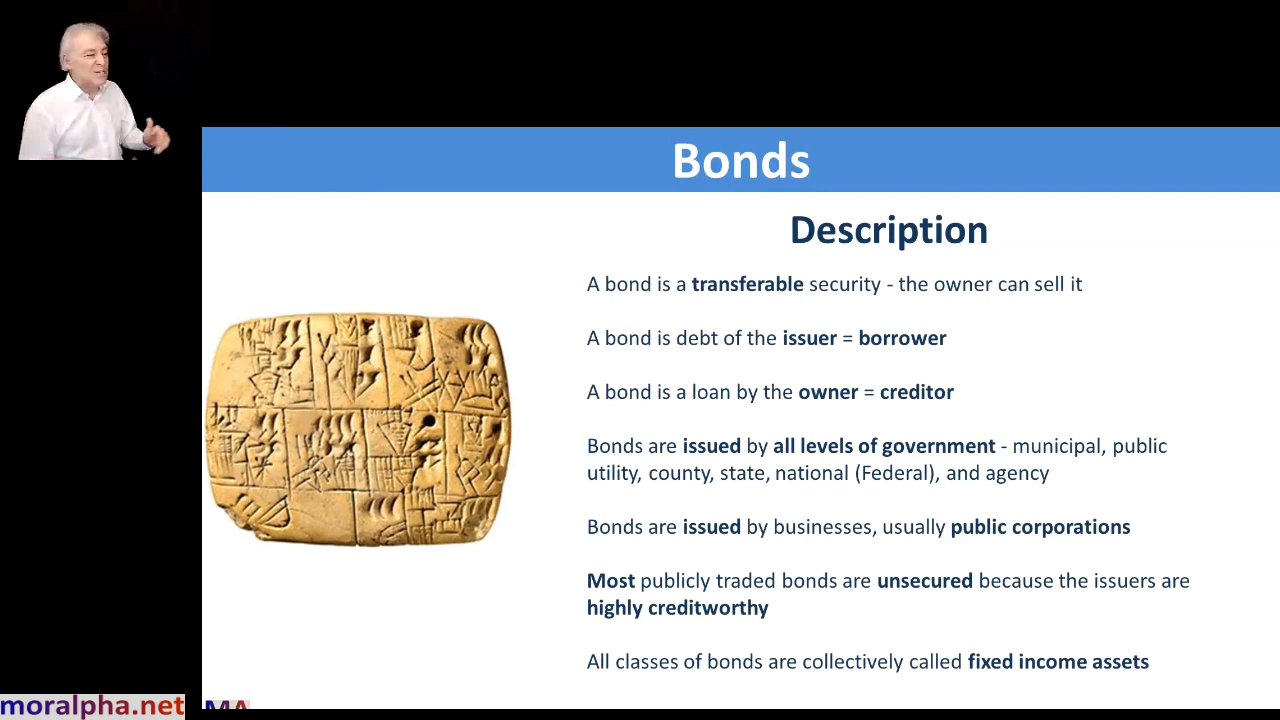 Bonds
Description
A bond is a transferable security - the owner can sell it
A bond is debt of the issuer = borrower
A bond is a loan by the owner = creditor
Bonds are issued by all levels of government - municipal, public
utility, county, state, national (Federal), and agency
Bonds are issued by businesses, usually public corporations
Most publicly traded bonds are unsecured because the issuers are
highly creditworthy
All classes of bonds are collectively called fixed income assets
moralpha.net
MA